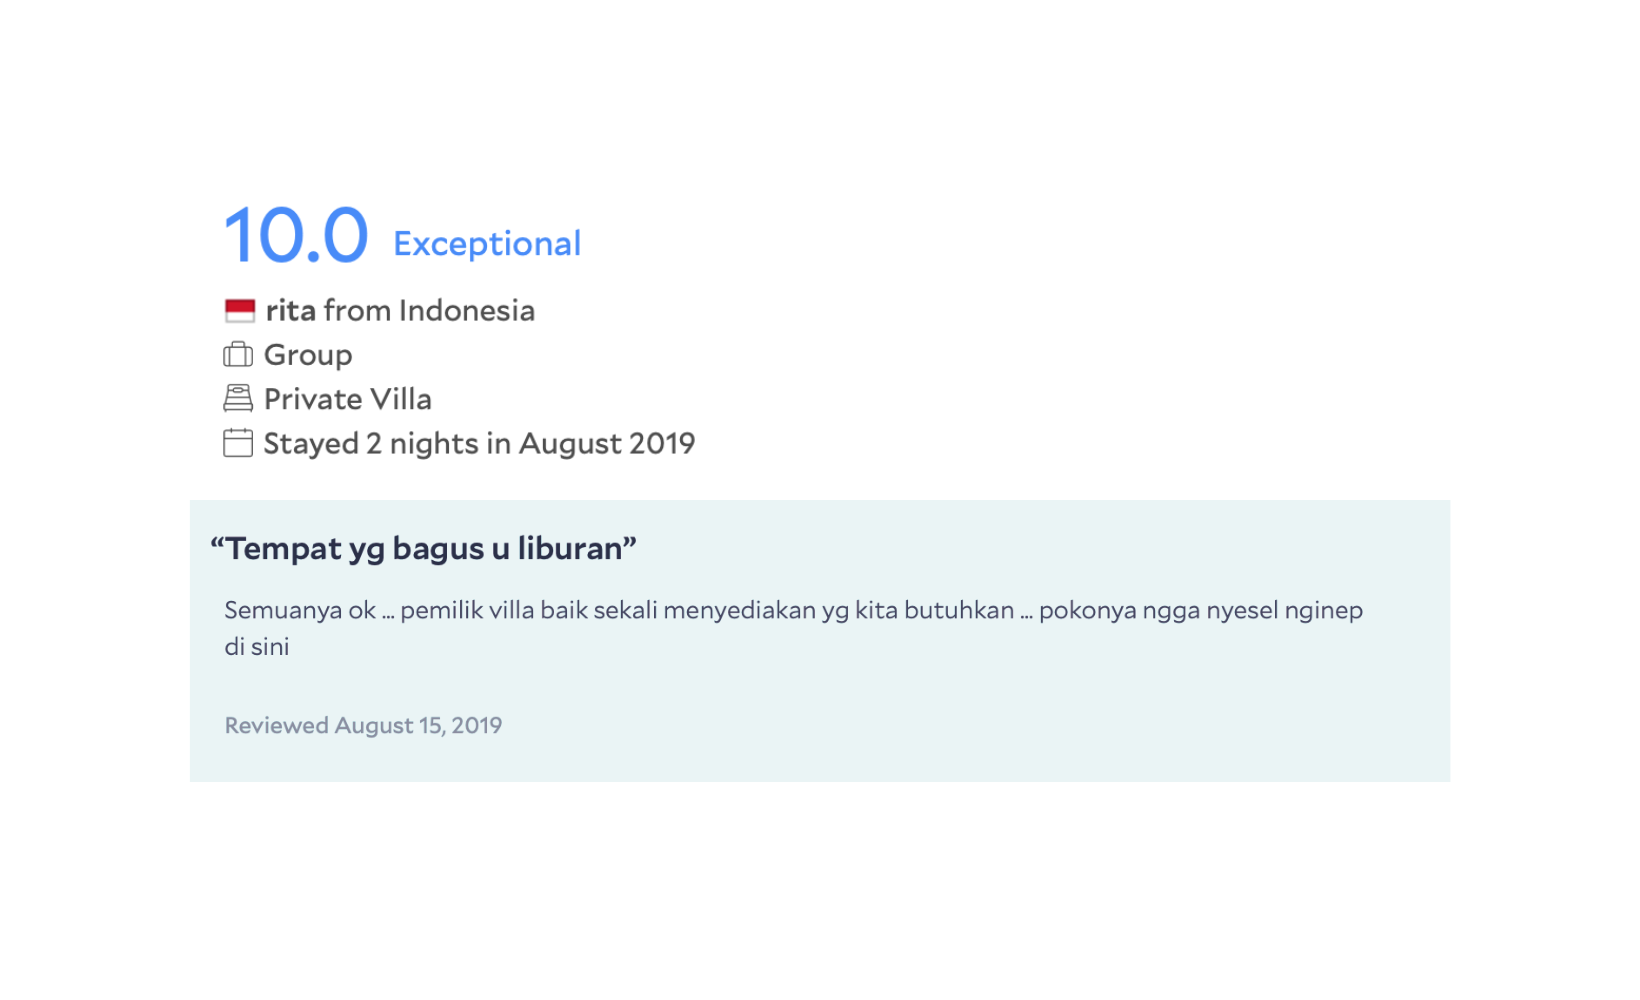 10.0 Exceptional
rita from Indonesia
Group
Private Villa
Stayed 2 nights in August 2019
“Tempat yg bagus u liburan”
Semuanya ok ... pemilik villa baik sekali menyediakan yg kita butuhkan ... pokonya ngga nyesel nginep
di sini
Reviewed August 15, 2019